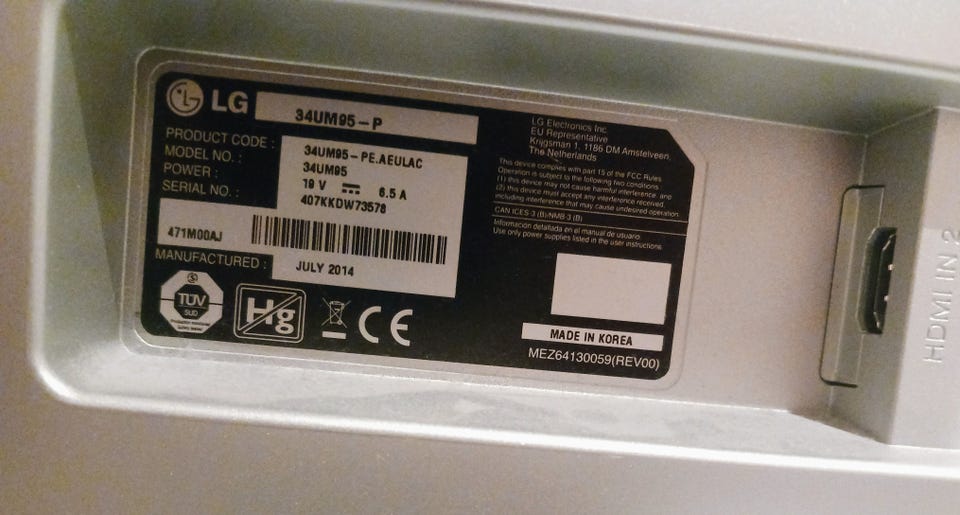 LG 34UM95-P
PRODUCT CODE : 34UM95-PE.AEULAC
MODEL NO. : 34UM95
POWER : 19 V 6.5 A
SERIAL NO. : 407KKDW73578
471M00AJ
MANUFACTURED : JULY 2014
TÜV
SUD
Hg
CE
LG Electronics Inc.
EU Representative
Krijgsman 1, 1186 DM Amstelveen,
The Netherlands
This device complies with part 15 of the FCC Rules.
Operation is subject to the following two conditions:
(1) this device may not cause harmful interference, and
(2) this device must accept any interference received,
including interference that may cause undesired operation.
CAN ICES-3 (B)/NMB-3 (B)
Información detallada en el manual de usuario.
Use only power supplies listed in the user instructions.
MADE IN KOREA
MEZ64130059(REV00)
HDMI IN 2